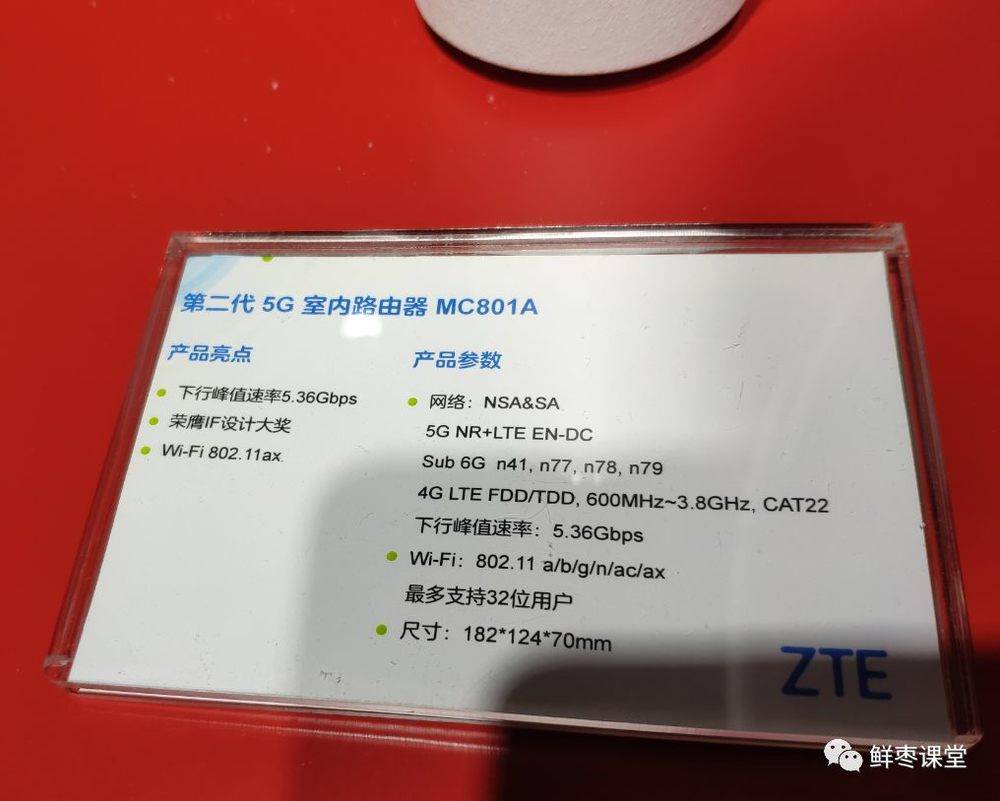 第二代 5G 室内路由器 MC801A
产品亮点
下行峰值速率5.36Gbps
荣膺IF设计大奖
Wi-Fi 802.11ax
产品参数
网络：NSA&SA
5G NR+LTE EN-DC
Sub 6G n41, n77, n78, n79
4G LTE FDD/TDD, 600MHz~3.8GHz, CAT22
下行峰值速率：5.36Gbps
Wi-Fi：802.11 a/b/g/n/ac/ax
最多支持32位用户
尺寸：182*124*70mm
ZTE
鲜枣课堂